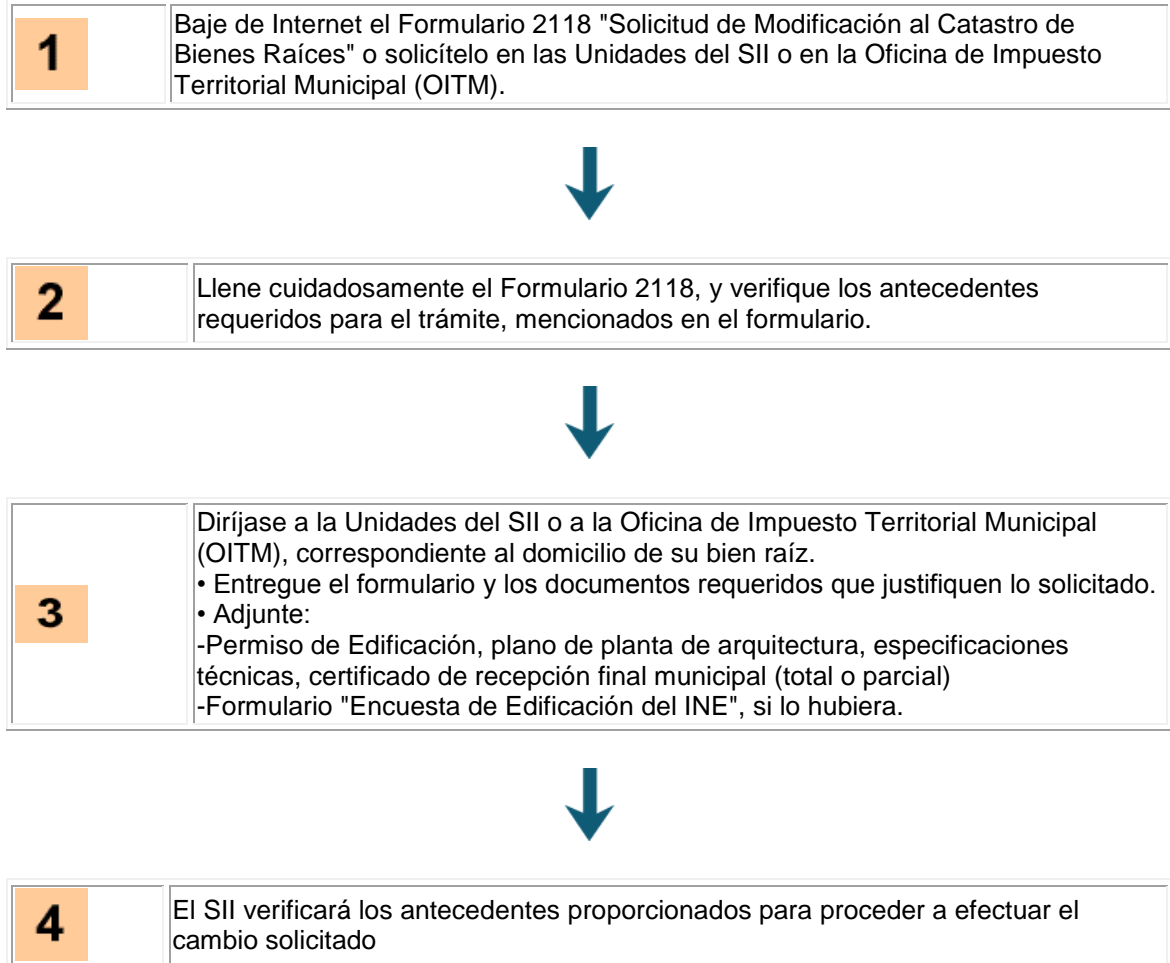 1
Baje de Internet el Formulario 2118 "Solicitud de Modificación al Catastro de
Bienes Raíces" o solicítelo en las Unidades del SII o en la Oficina de Impuesto
Territorial Municipal (OITM).
2
Llene cuidadosamente el Formulario 2118, y verifique los antecedentes
requeridos para el trámite, mencionados en el formulario.
3
Diríjase a la Unidades del SII o a la Oficina de Impuesto Territorial Municipal
(OITM), correspondiente al domicilio de su bien raíz.
• Entregue el formulario y los documentos requeridos que justifiquen lo solicitado.
• Adjunte:
-Permiso de Edificación, plano de planta de arquitectura, especificaciones
técnicas, certificado de recepción final municipal (total o parcial)
-Formulario "Encuesta de Edificación del INE", si lo hubiera.
4
El SII verificará los antecedentes proporcionados para proceder a efectuar el
cambio solicitado